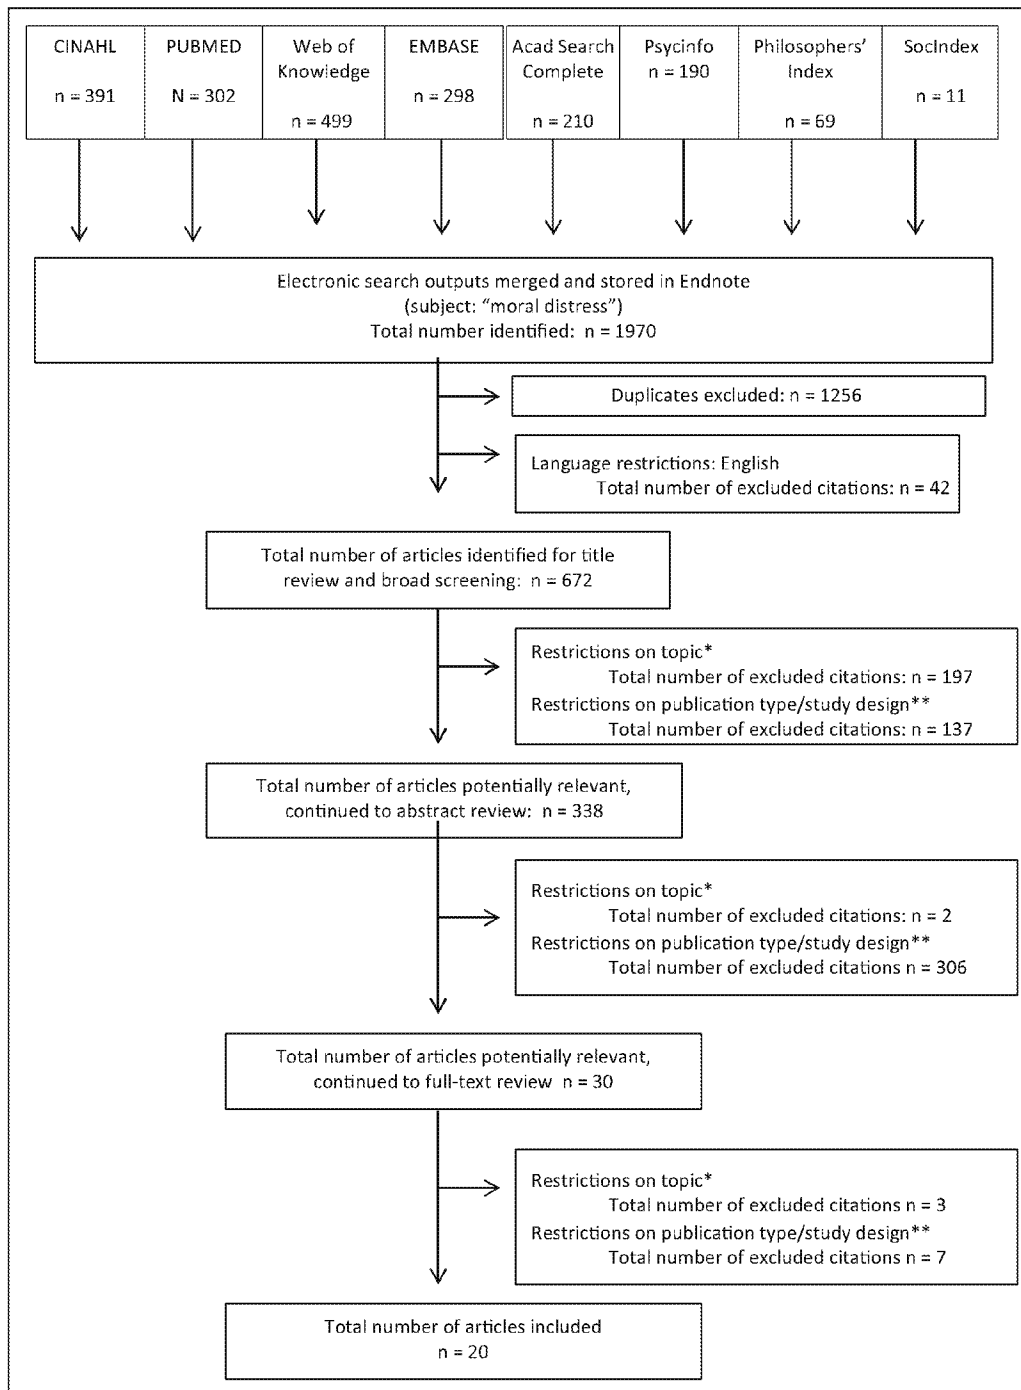 CINAHL
n = 391
PUBMED
N = 302
Web of
Knowledge
n = 499
EMBASE
n = 298
Acad Search
Complete
n = 210
Psycinfo
n = 190
Philosophers’
Index
n = 69
SocIndex
n = 11
Electronic search outputs merged and stored in Endnote
(subject: “moral distress”)
Total number identified: n = 1970
Duplicates excluded: n = 1256
Language restrictions: English
Total number of excluded citations: n = 42
Total number of articles identified for title
review and broad screening: n = 672
Restrictions on topic*
Total number of excluded citations: n = 197
Restrictions on publication type/study design**
Total number of excluded citations: n = 137
Total number of articles potentially relevant,
continued to abstract review: n = 338
Restrictions on topic*
Total number of excluded citations: n = 2
Restrictions on publication type/study design**
Total number of excluded citations n = 306
Total number of articles potentially relevant,
continued to full-text review n = 30
Restrictions on topic*
Total number of excluded citations n = 3
Restrictions on publication type/study design**
Total number of excluded citations n = 7
Total number of articles included
n = 20